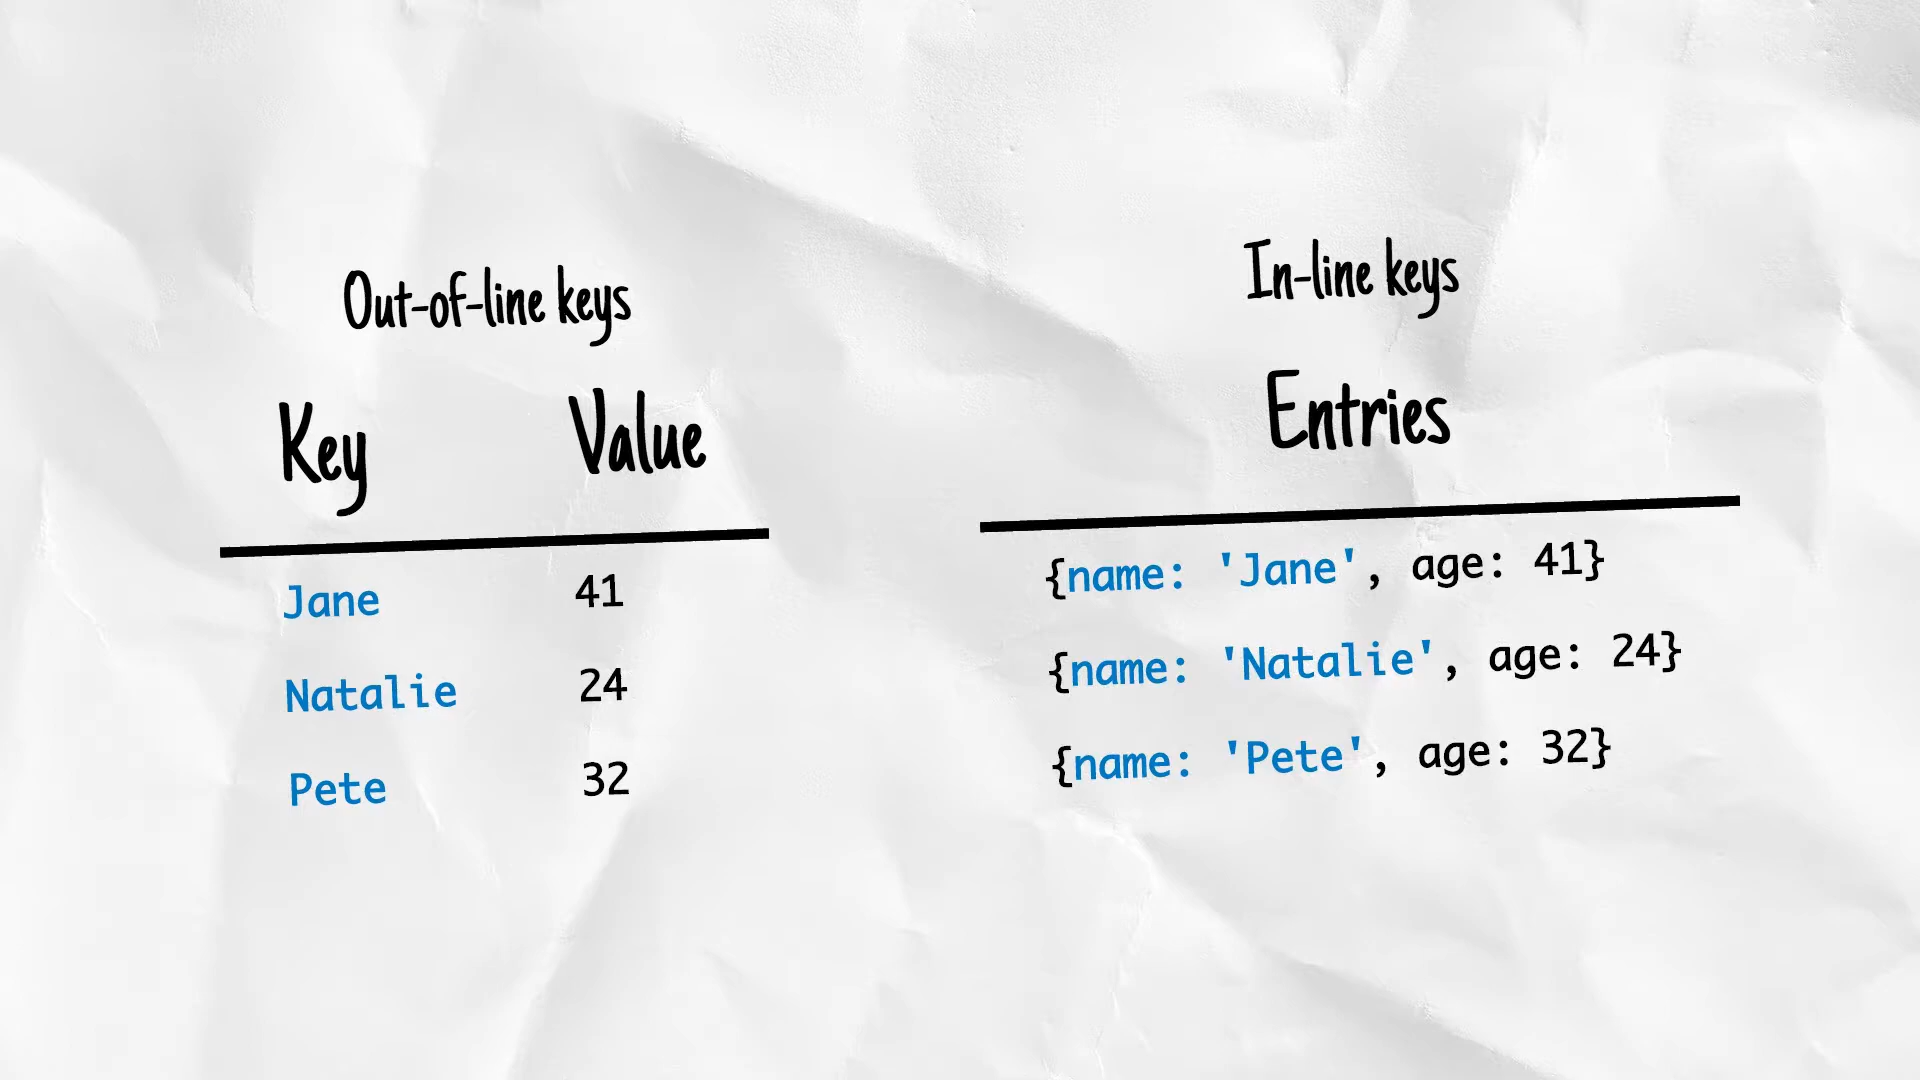 Out-of-line keys
Key Value
Jane 41
Natalie 24
Pete 32
In-line keys
Entries
{name: 'Jane', age: 41}
{name: 'Natalie', age: 24}
{name: 'Pete', age: 32}